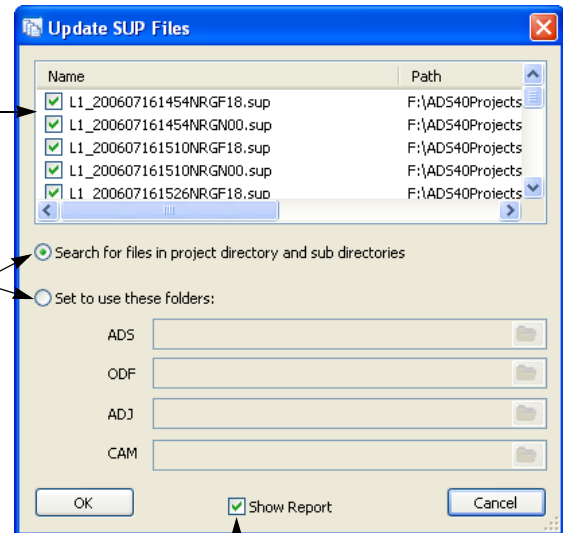 Update SUP Files
Name Path
L1_200607161454NRGF18.sup F:\ADS40Projects
L1_200607161454NRGN00.sup F:\ADS40Projects
L1_200607161510NRGF18.sup F:\ADS40Projects
L1_200607161510NRGN00.sup F:\ADS40Projects
L1_200607161526NRGF18.sup F:\ADS40Projects
Search for files in project directory and sub directories
Set to use these folders:
ADS
ODF
ADJ
CAM
OK Show Report Cancel